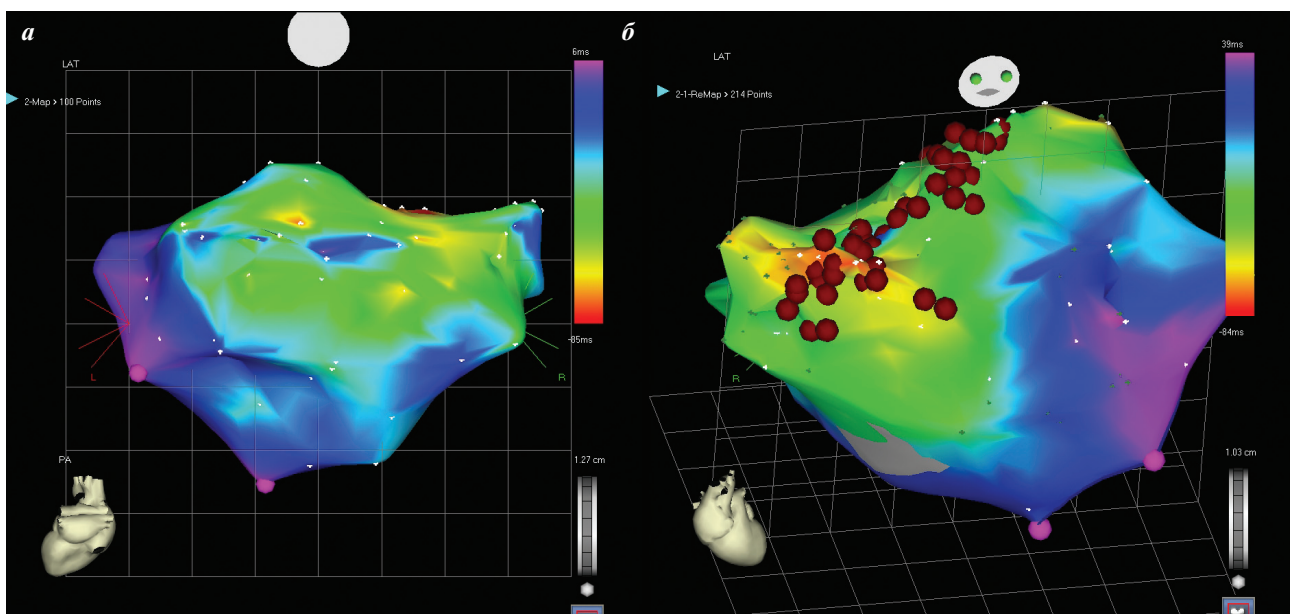 а
LAT
2-Map > 100 Points
6ms
-85ms
L
R
PA
1.27 cm
б
LAT
2-1-ReMap > 214 Points
39ms
-84ms
R
1.03 cm